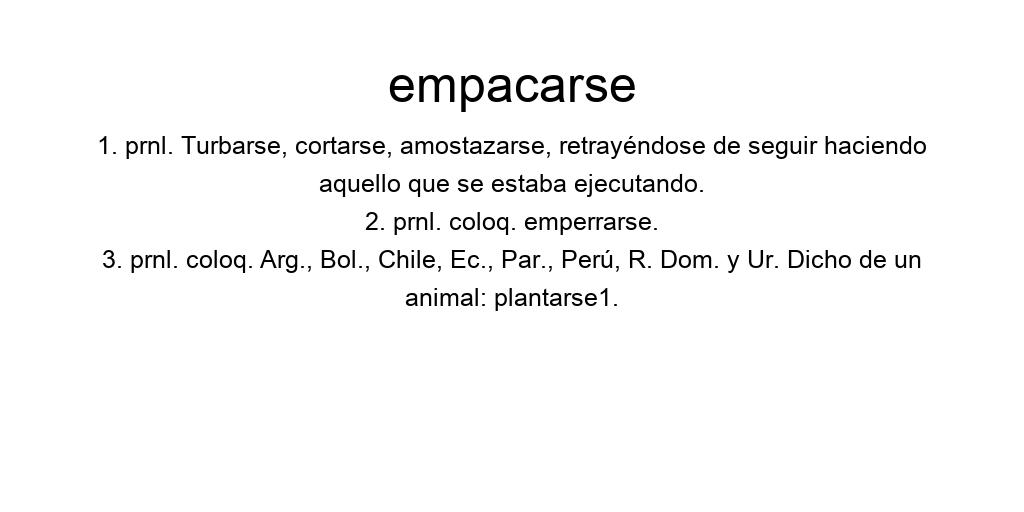 empacarse
1. prnl. Turbarse, cortarse, amostazarse, retrayéndose de seguir haciendo
aquello que se estaba ejecutando.
2. prnl. coloq. emperrarse.
3. prnl. coloq. Arg., Bol., Chile, Ec., Par., Perú, R. Dom. y Ur. Dicho de un
animal: plantarse1.